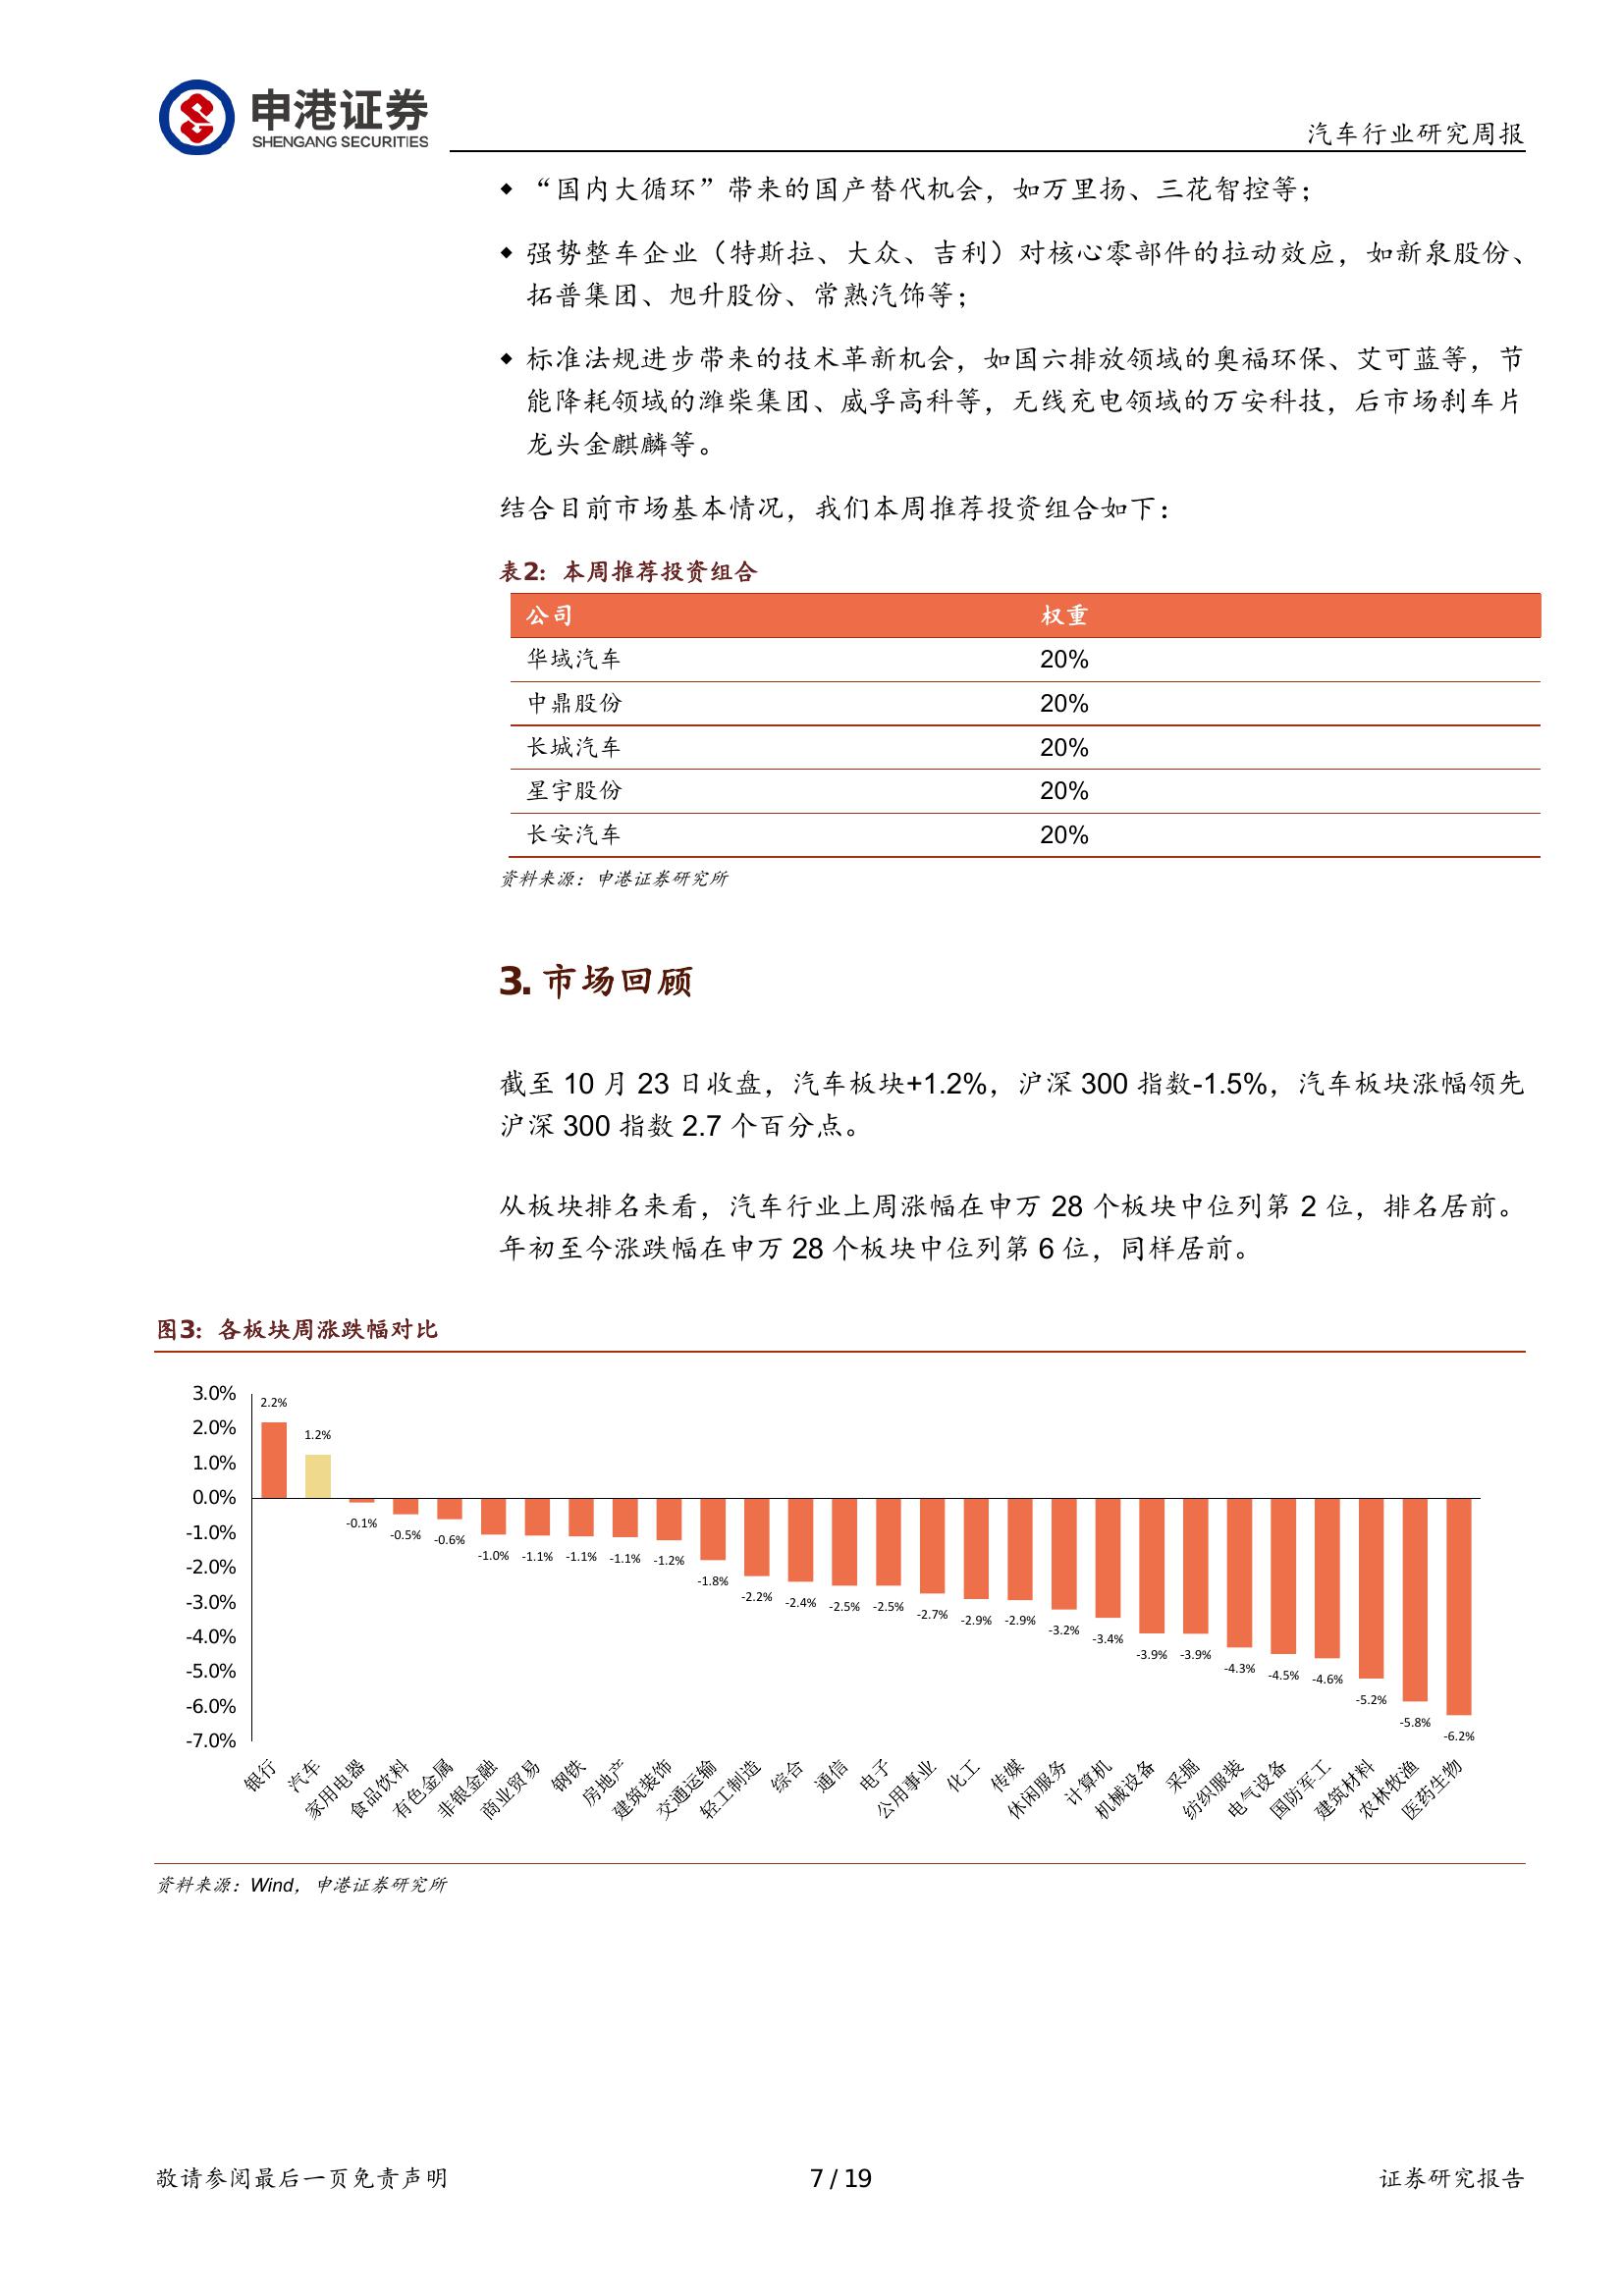 申港证券
SHENGANG SECURITIES
汽车行业研究周报
◆ “国内大循环”带来的国产替代机会，如万里扬、三花智控等；
◆ 强势整车企业（特斯拉、大众、吉利）对核心零部件的拉动效应，如新泉股份、
拓普集团、旭升股份、常熟汽饰等；
◆ 标准法规进步带来的技术革新机会，如国六排放领域的奥福环保、艾可蓝等，节
能降耗领域的潍柴集团、威孚高科等，无线充电领域的万安科技，后市场刹车片
龙头金麒麟等。
结合目前市场基本情况，我们本周推荐投资组合如下：
表2：本周推荐投资组合
公司 权重
华域汽车 20%
中鼎股份 20%
长城汽车 20%
星宇股份 20%
长安汽车 20%
资料来源：申港证券研究所
3. 市场回顾
截至 10 月 23 日收盘，汽车板块+1.2%，沪深 300 指数-1.5%，汽车板块涨幅领先
沪深 300 指数 2.7 个百分点。
从板块排名来看，汽车行业上周涨幅在申万 28 个板块中位列第 2 位，排名居前。
年初至今涨跌幅在申万 28 个板块中位列第 6 位，同样居前。
图3：各板块周涨跌幅对比
3.0%
2.0%
1.0%
0.0%
-1.0%
-2.0%
-3.0%
-4.0%
-5.0%
-6.0%
-7.0%
2.2% 1.2% -0.1% -0.5% -0.6% -1.0% -1.1% -1.1% -1.1% -1.2% -1.8% -2.2% -2.4% -2.5% -2.5% -2.7% -2.9% -2.9% -3.2% -3.4% -3.9% -3.9% -4.3% -4.5% -4.6% -5.2% -5.8% -6.2%
银行 汽车 家用电器 食品饮料 有色金属 非银金融 商业贸易 钢铁 房地产 建筑装饰 交通运输 轻工制造 综合 通信 电子 公用事业 化工 传媒 休闲服务 计算机 机械设备 采掘 纺织服装 电气设备 国防军工 建筑材料 农林牧渔 医药生物
资料来源：Wind，申港证券研究所
敬请参阅最后一页免责声明 7 / 19 证券研究报告